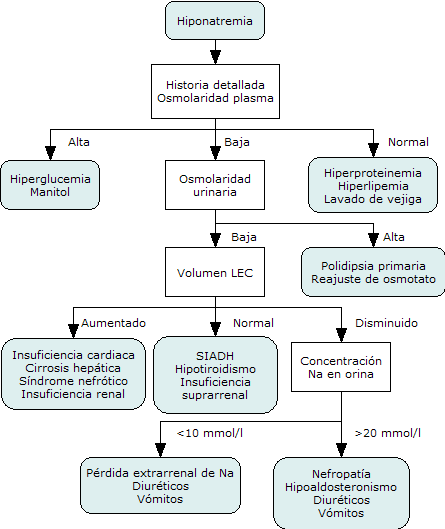 Hiponatremia
Historia detallada
Osmolaridad plasma
Alta
Baja
Normal
Hiperglucemia
Manitol
Osmolaridad
urinaria
Hiperproteinemia
Hiperlipemia
Lavado de vejiga
Baja
Alta
Volumen LEC
Polidipsia primaria
Reajuste de osmotato
Aumentado
Normal
Disminuido
Insuficiencia cardiaca
Cirrosis hepática
Síndrome nefrótico
Insuficiencia renal
SIADH
Hipotiroidismo
Insuficiencia
suprarrenal
Concentración
Na en orina
<10 mmol/l
>20 mmol/l
Pérdida extrarrenal de Na
Diuréticos
Vómitos
Nefropatía
Hipoaldosteronismo
Diuréticos
Vómitos